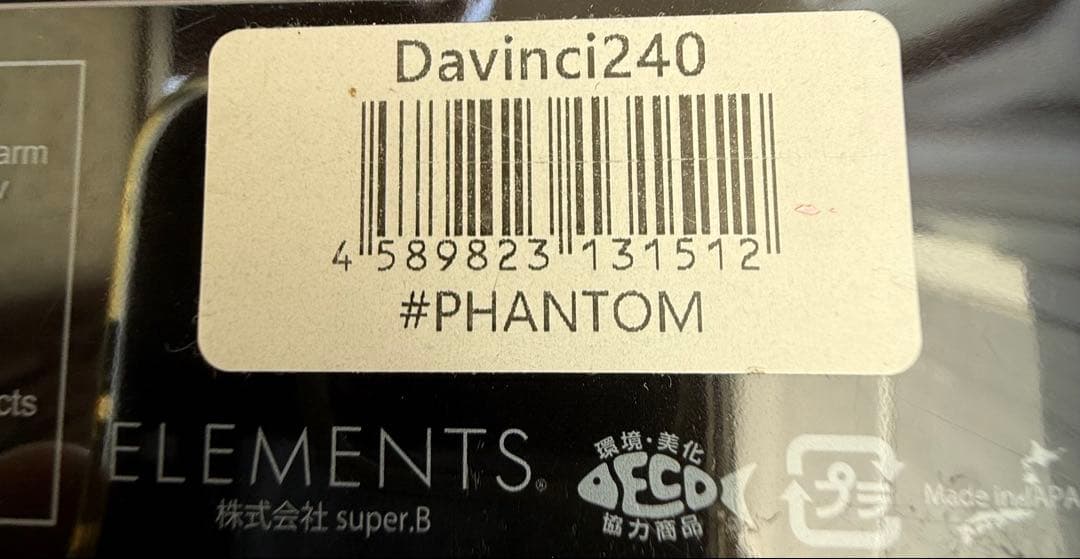 Davinci240
4 589823 131512
#PHANTOM
arm
y
cts
ELEMENTS®
株式会社 super.B
環境・美化
ECO
協力商品
プラ
Made in JAPA